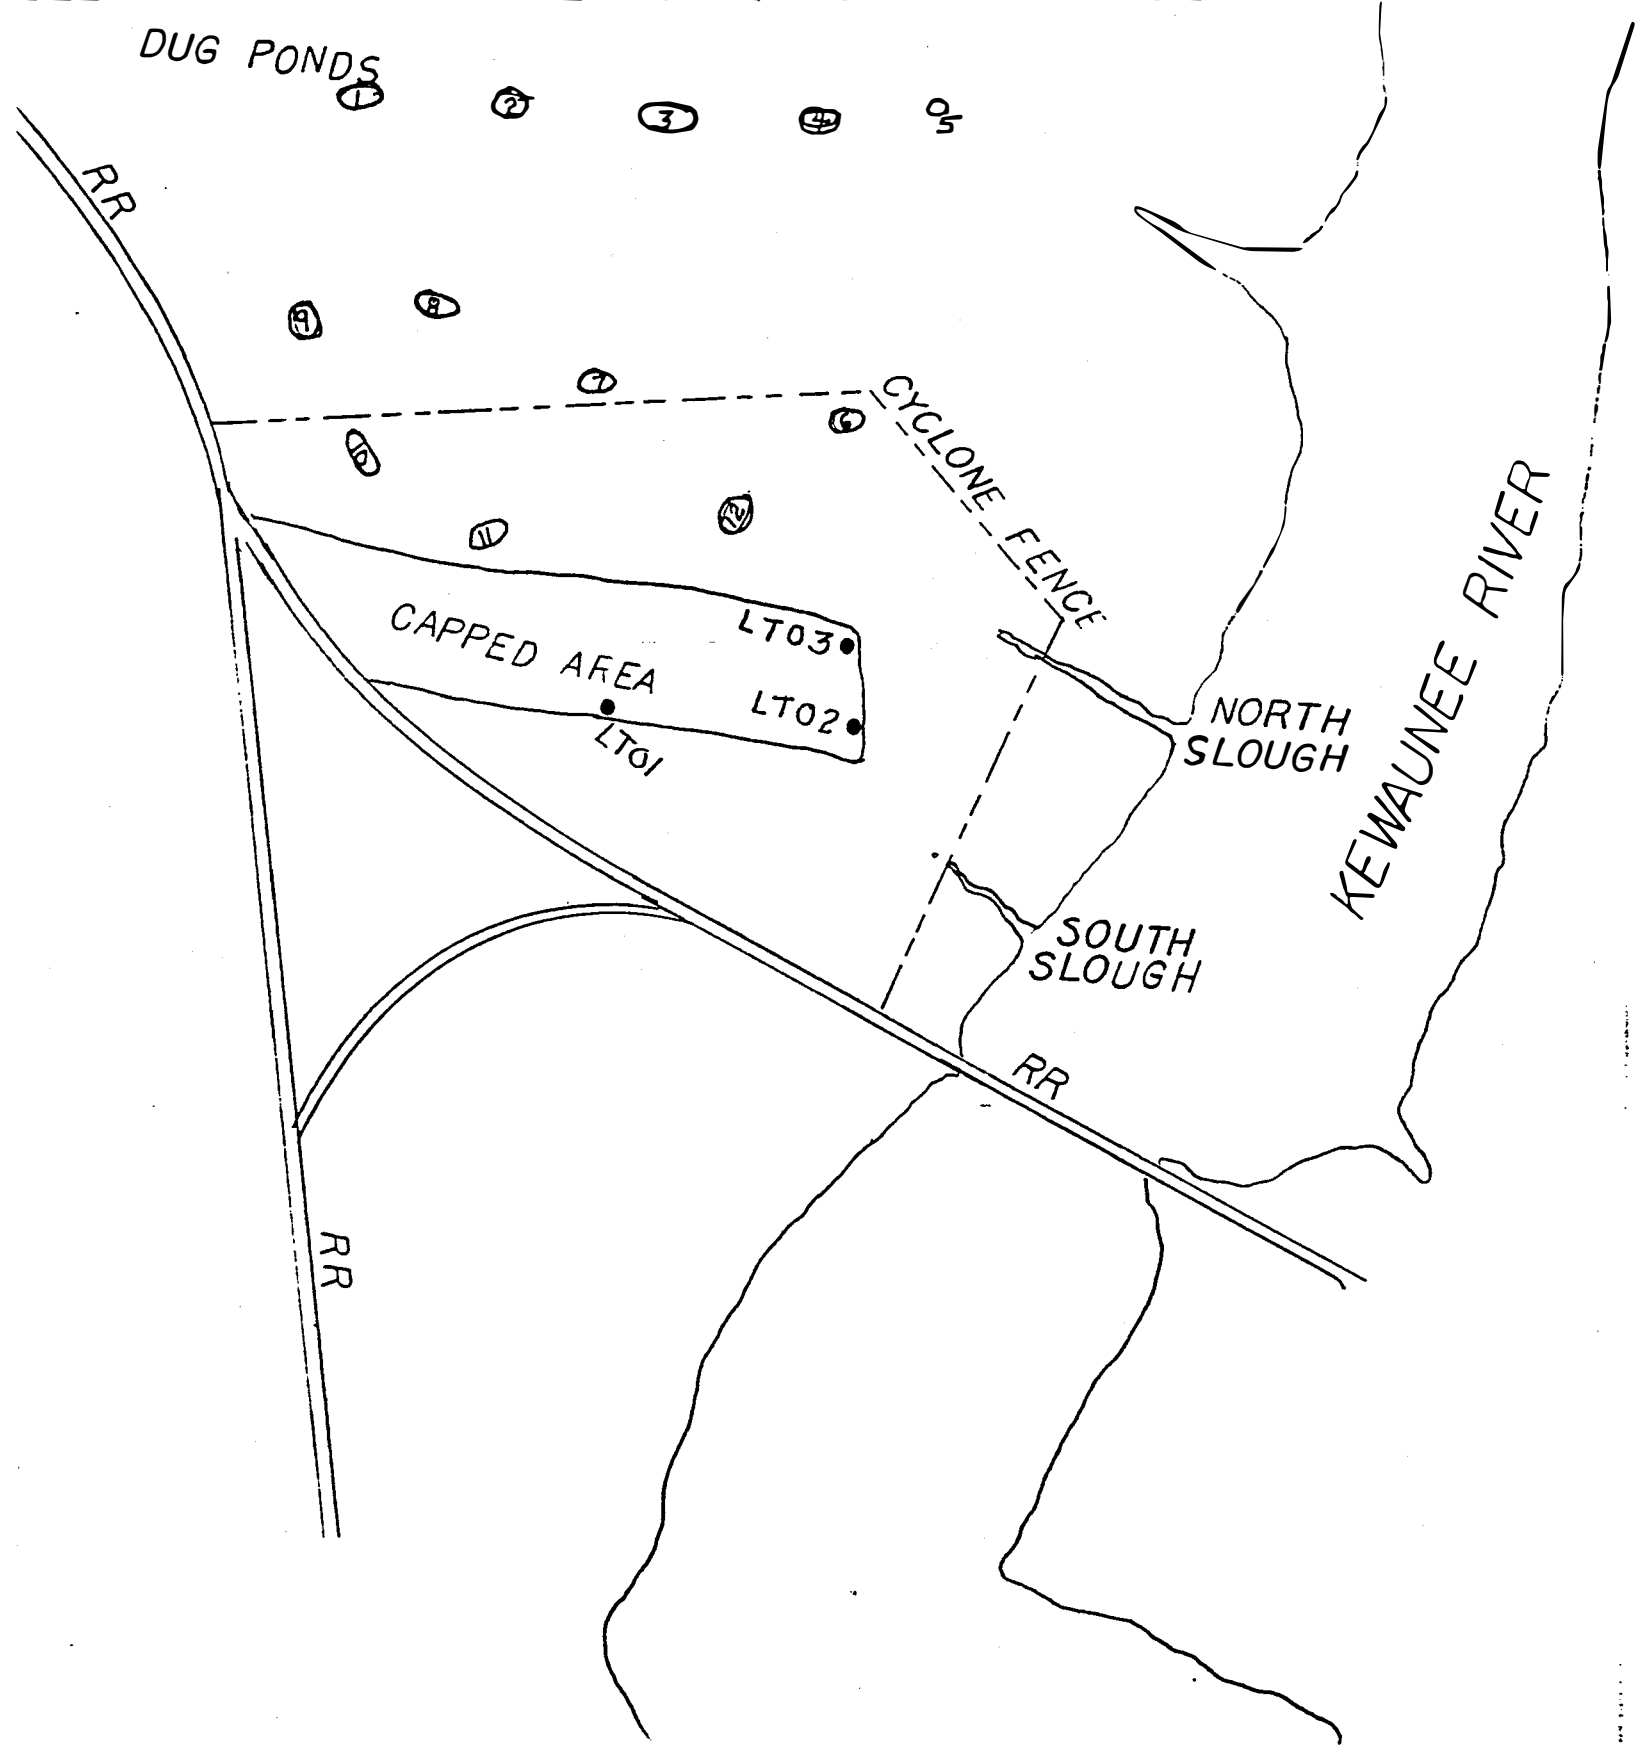 DUG PONDS
1
2
3
4
5
RR
9
8
7
6
CYCLONE FENCE
10
11
12
CAPPED AREA
LT03
LT02
LT01
NORTH
SLOUGH
KEWAUNEE RIVER
SOUTH
SLOUGH
RR
RR